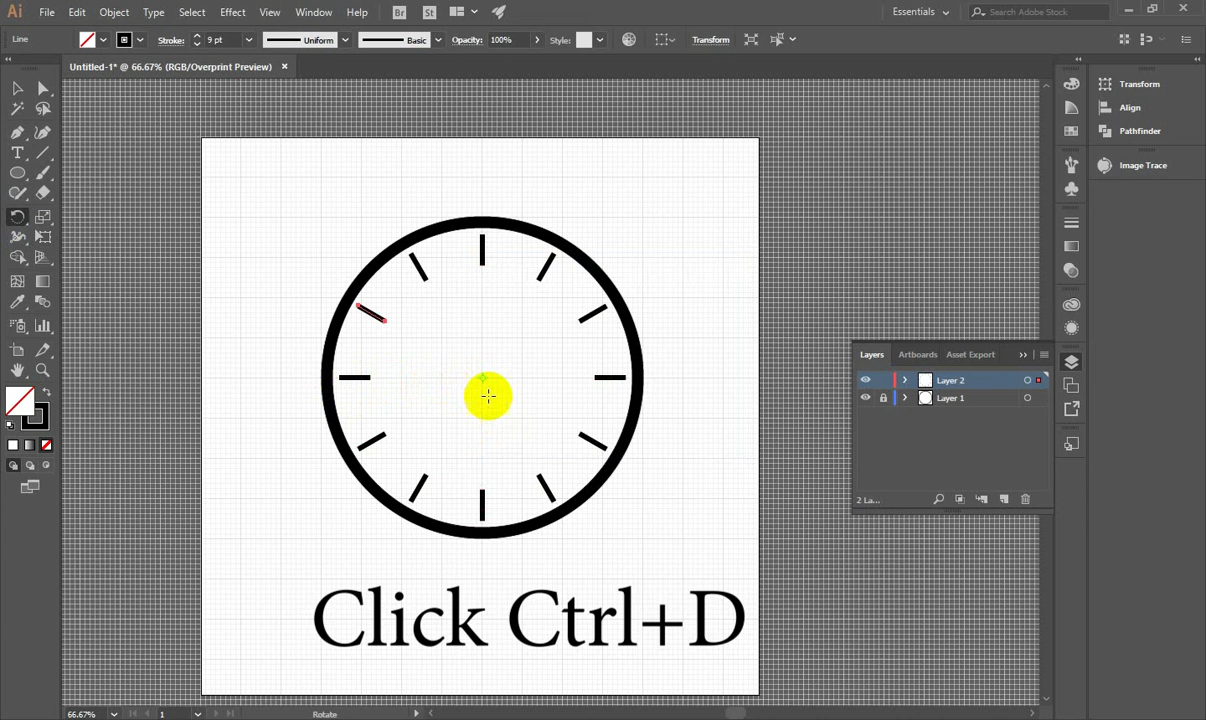 Ai File Edit Object Type Select Effect View Window Help Br St Essentials Search Adobe Stock
Line Stroke: 9 pt Uniform Basic Opacity: 100% Style: Transform
Untitled-1* @ 66.67% (RGB/Overprint Preview)
Transform
Align
Pathfinder
Image Trace
Layers Artboards Asset Export
Layer 2
Layer 1
2 La...
Click Ctrl+D
66.67% 1 Rotate